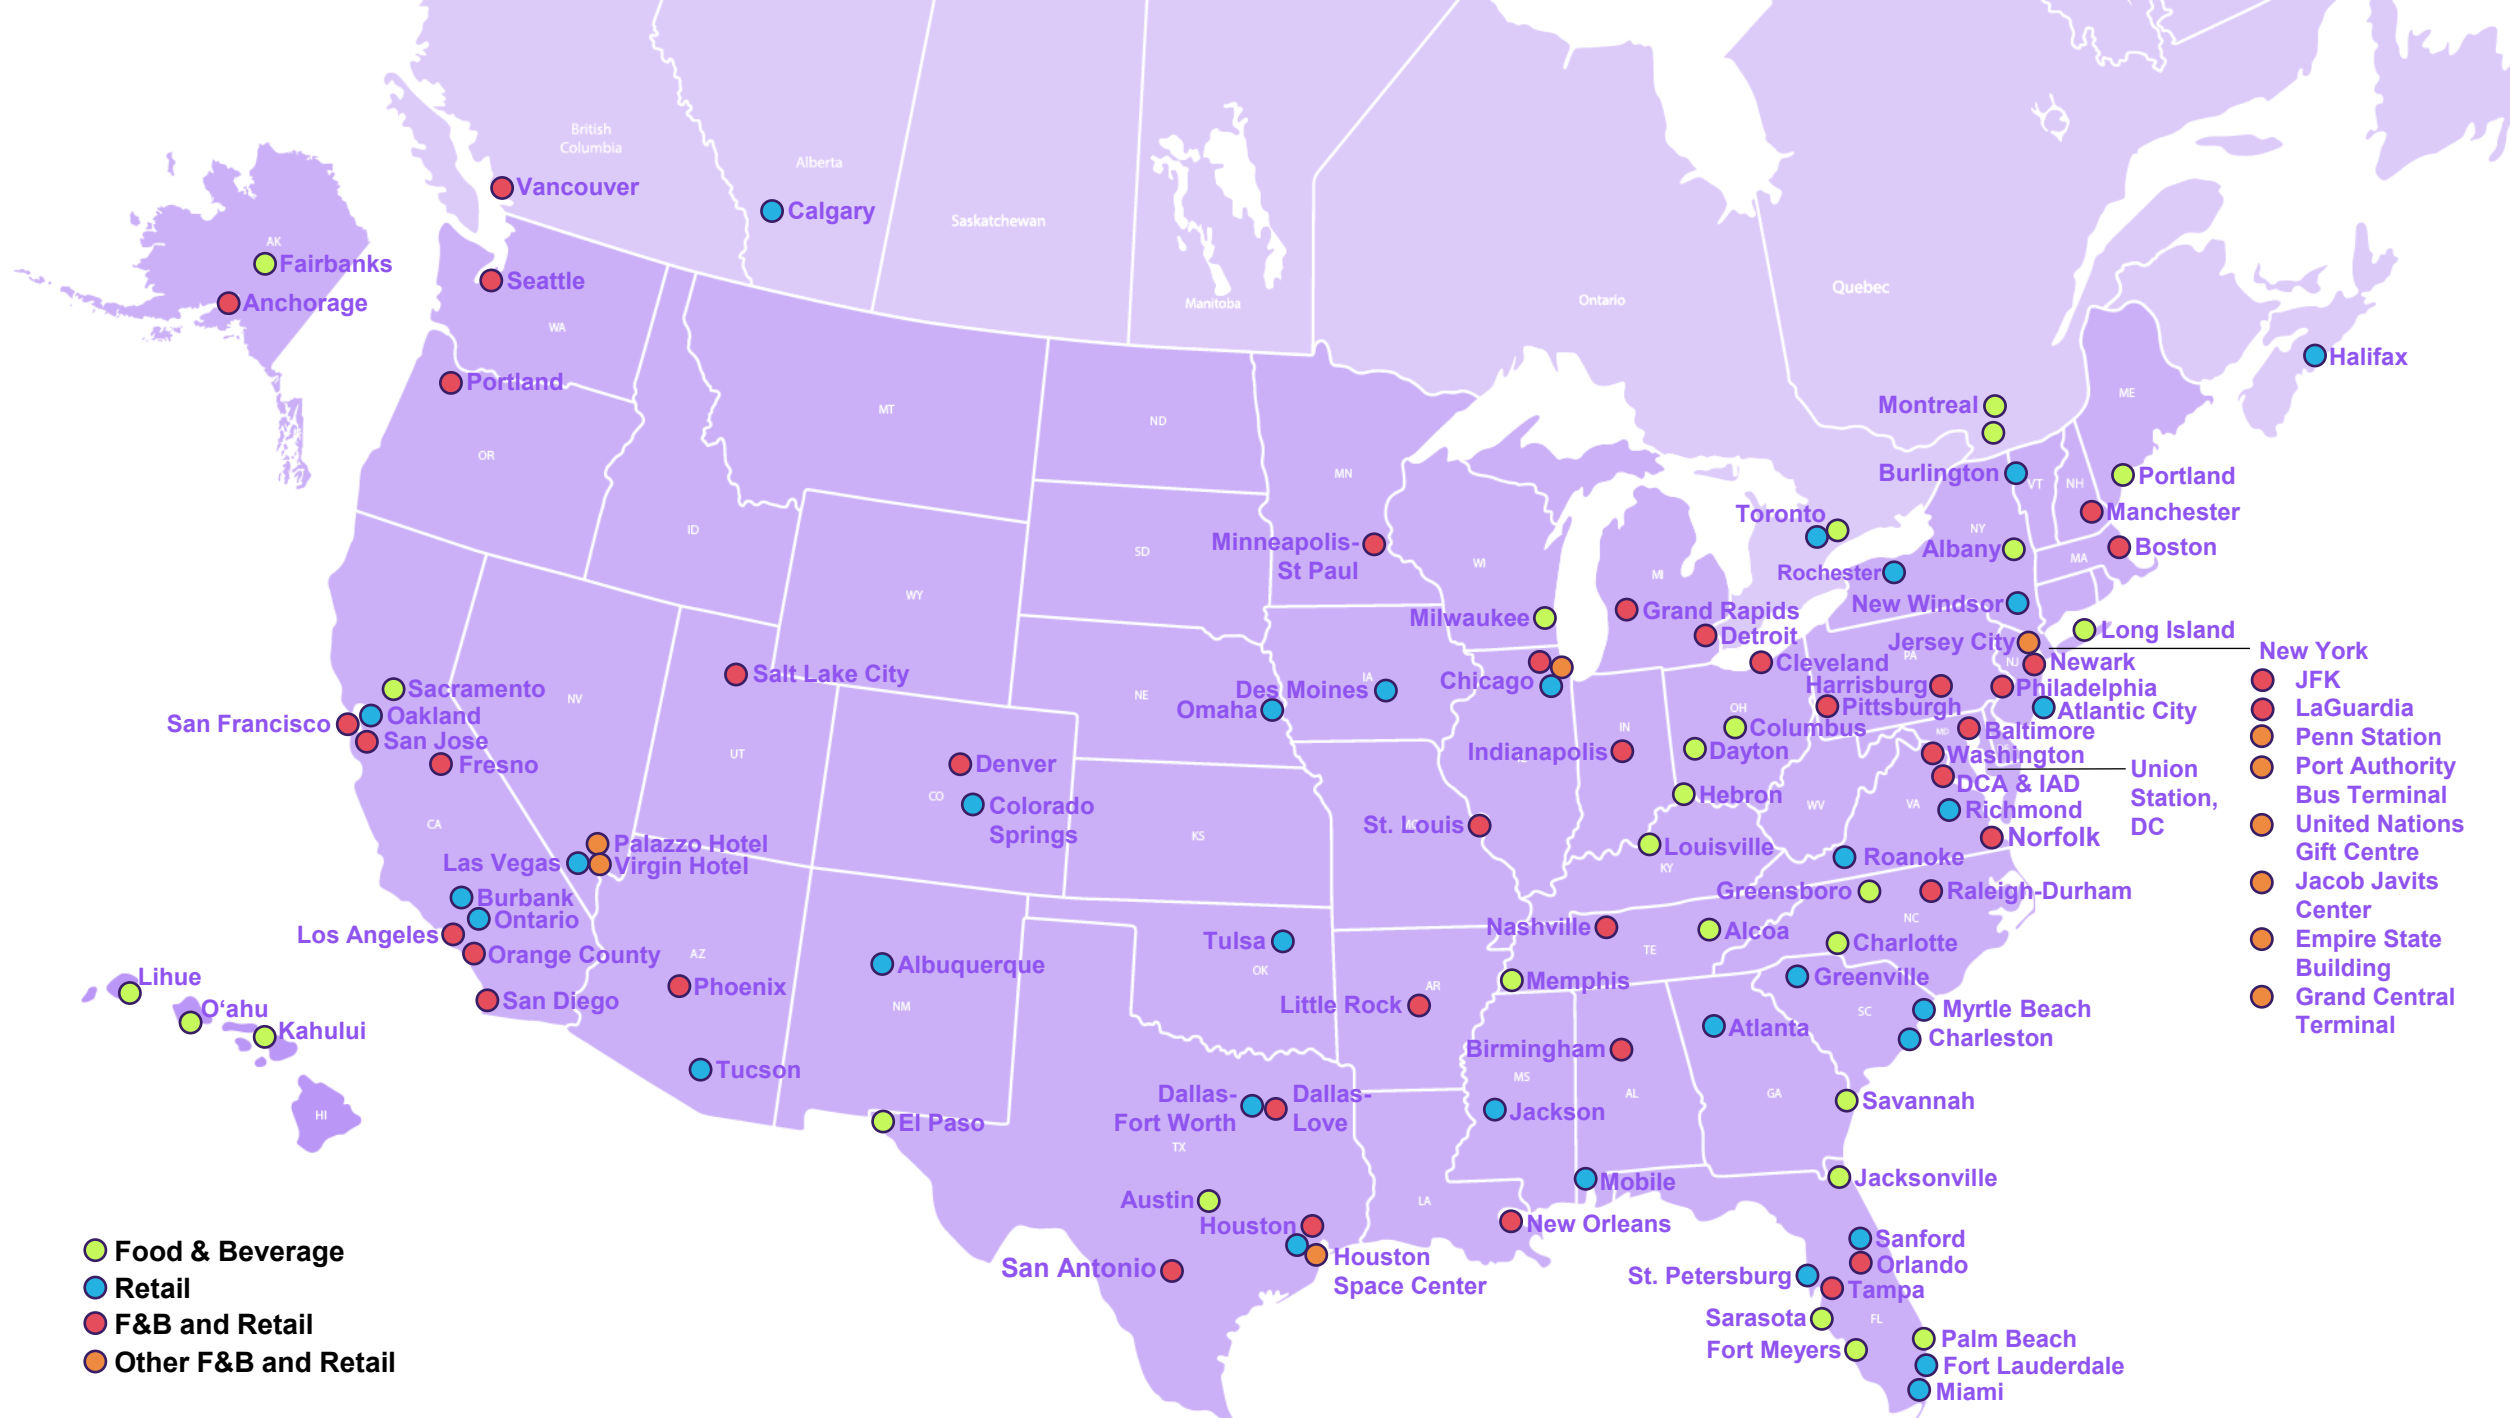 British
Columbia
Alberta
Saskatchewan
Manitoba
Ontario
Quebec
Vancouver
Calgary
AK
Fairbanks
Anchorage
Seattle
WA
Portland
OR
MT
ND
MN
ID
SD
WI
MI
WY
NV
UT
NE
IA
CO
KS
CA
AZ
NM
OK
AR
TE
KY
IN
OH
PA
NJ
MD
WV
VA
NC
SC
GA
AL
MS
LA
TX
FL
HI
NY
VT
NH
MA
ME
Halifax
Montreal
Burlington
Portland
Manchester
Toronto
Albany
Boston
Rochester
New Windsor
Minneapolis-
St Paul
Milwaukee
Grand Rapids
Detroit
Long Island
Jersey City
Newark
Cleveland
Harrisburg
Philadelphia
Pittsburgh
Atlantic City
Chicago
Des Moines
Omaha
Salt Lake City
Sacramento
Oakland
San Francisco
San Jose
Fresno
Denver
Colorado
Springs
Columbus
Dayton
Indianapolis
Hebron
Baltimore
Washington
DCA & IAD
Richmond
Norfolk
Union
Station,
DC
New York
JFK
LaGuardia
Penn Station
Port Authority
Bus Terminal
United Nations
Gift Centre
Jacob Javits
Center
Empire State
Building
Grand Central
Terminal
St. Louis
Louisville
Roanoke
Greensboro
Raleigh-Durham
Palazzo Hotel
Las Vegas
Virgin Hotel
Burbank
Ontario
Los Angeles
Orange County
San Diego
Phoenix
Albuquerque
Tulsa
Nashville
Alcoa
Charlotte
Memphis
Greenville
Little Rock
Myrtle Beach
Atlanta
Charleston
Birmingham
Lihue
O‘ahu
Kahului
Tucson
El Paso
Dallas-
Fort Worth
Dallas-
Love
Jackson
Savannah
Mobile
Jacksonville
Austin
Houston
New Orleans
Houston
Space Center
San Antonio
Sanford
Orlando
St. Petersburg
Tampa
Sarasota
Fort Meyers
Palm Beach
Fort Lauderdale
Miami
Food & Beverage
Retail
F&B and Retail
Other F&B and Retail